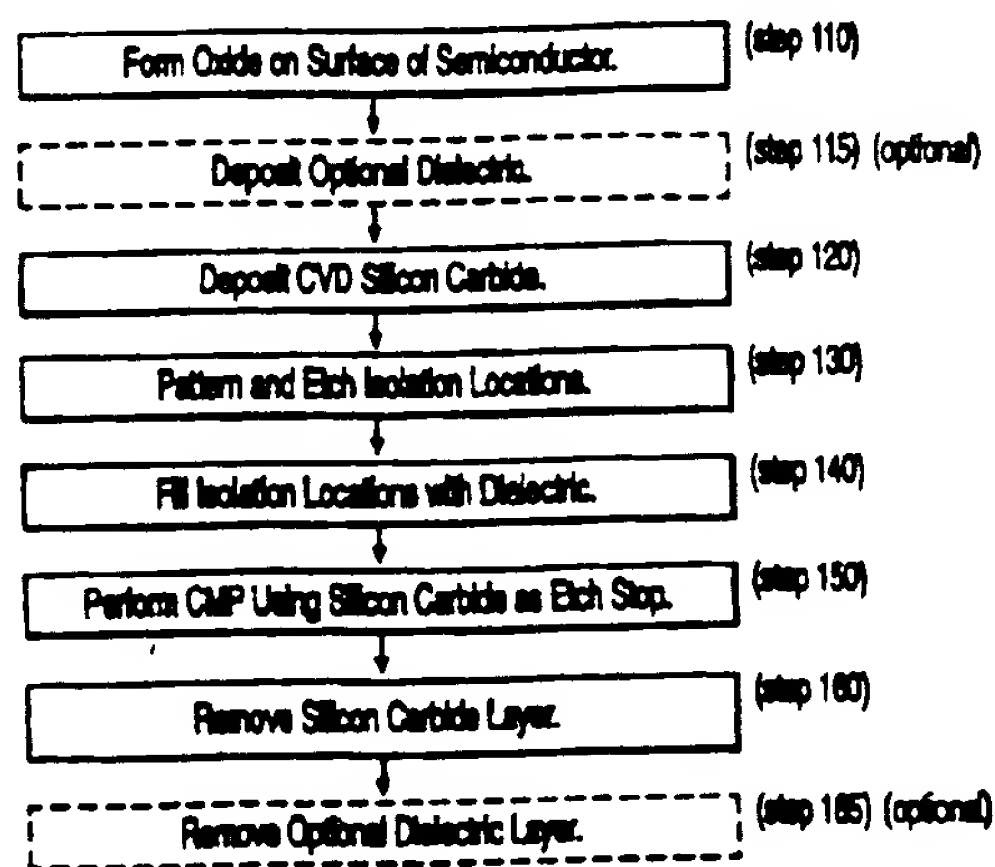 Form Oxide on Surface of Semiconductor.
(step 110)
Deposit Optional Dielectric.
(step 115) (optional)
Deposit CVD Silicon Carbide.
(step 120)
Pattern and Etch Isolation Locations.
(step 130)
Fill Isolation Locations with Dielectric.
(step 140)
Perform CMP Using Silicon Carbide as Etch Stop.
(step 150)
Remove Silicon Carbide Layer.
(step 160)
Remove Optional Dielectric Layer.
(step 165) (optional)